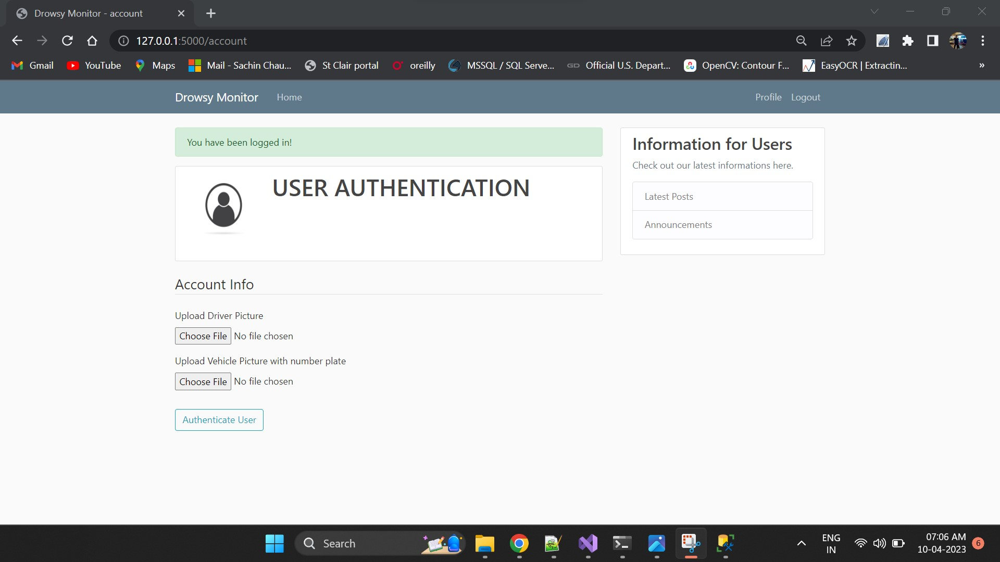 Drowsy Monitor - account
127.0.0.1:5000/account
Gmail YouTube Maps Mail - Sachin Chau... St Clair portal oreilly MSSQL / SQL Serve... GD Official U.S. Depart... OpenCV: Contour F... EasyOCR | Extractin... »
Drowsy Monitor Home Profile Logout
You have been logged in!
USER AUTHENTICATION
Account Info
Upload Driver Picture
Choose File No file chosen
Upload Vehicle Picture with number plate
Choose File No file chosen
Authenticate User
Information for Users
Check out our latest informations here.
Latest Posts
Announcements
Search
ENG
IN
07:06 AM
10-04-2023
6